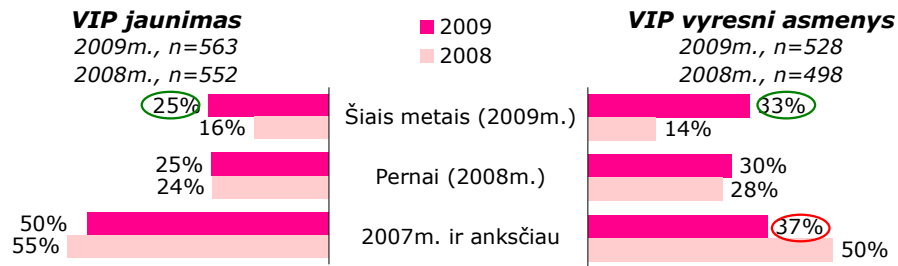 VIP jaunimas
2009m., n=563
2008m., n=552
2009
2008
VIP vyresni asmenys
2009m., n=528
2008m., n=498
25%
16%
Šiais metais (2009m.)
33%
14%
25%
24%
Pernai (2008m.)
30%
28%
50%
55%
2007m. ir anksčiau
37%
50%